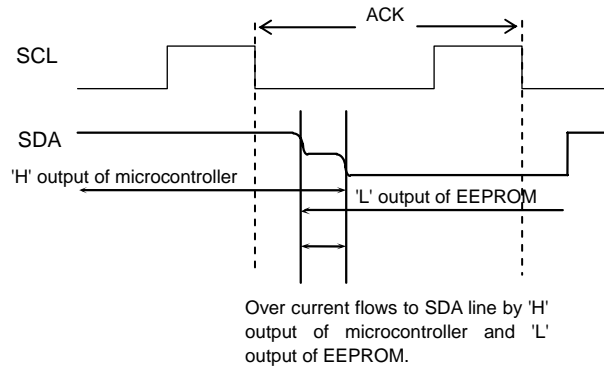 ACK
SCL
SDA
'H' output of microcontroller
'L' output of EEPROM
Over current flows to SDA line by 'H'
output of microcontroller and 'L'
output of EEPROM.